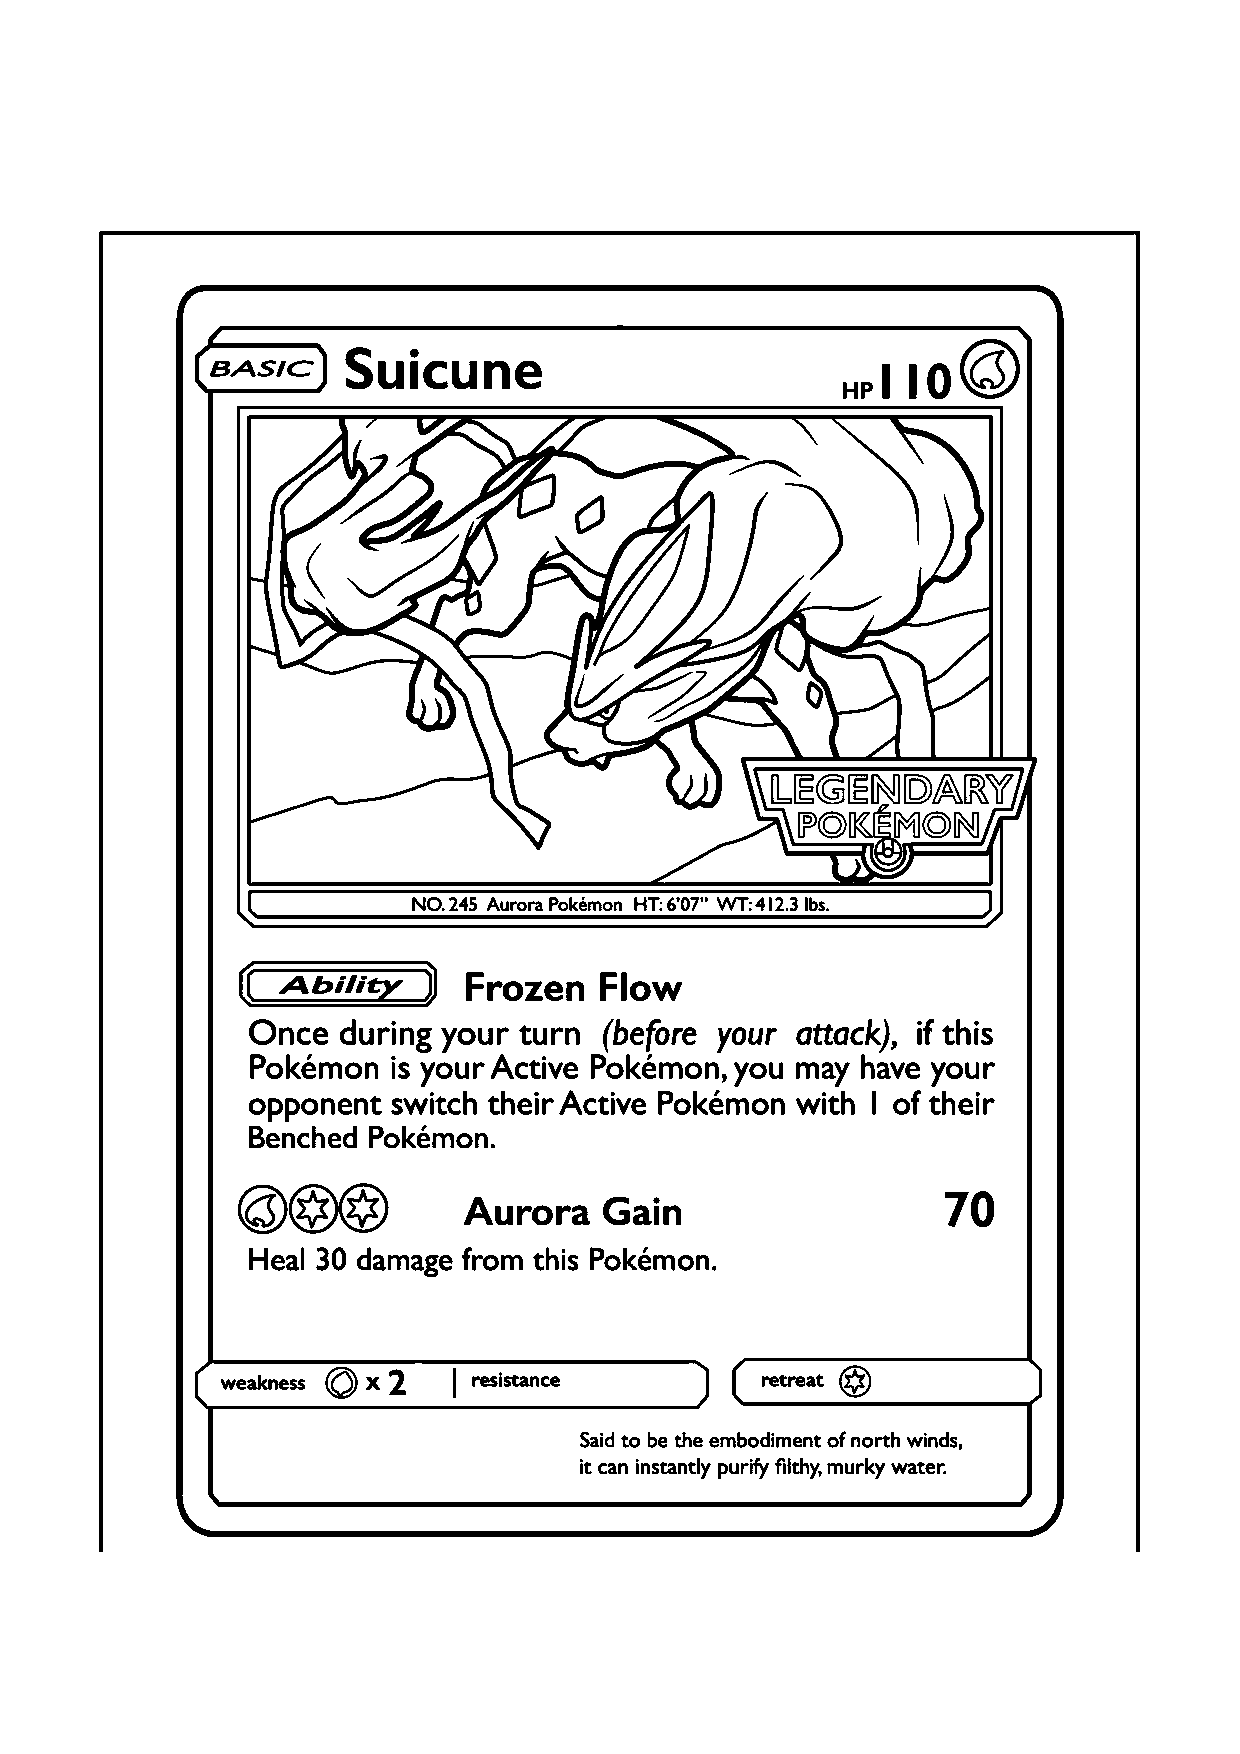 BASIC Suicune HP 110
LEGENDARY
POKÉMON
NO. 245 Aurora Pokémon HT: 6'07" WT: 412.3 lbs.
Ability Frozen Flow
Once during your turn (before your attack), if this
Pokémon is your Active Pokémon, you may have your
opponent switch their Active Pokémon with 1 of their
Benched Pokémon.
Aurora Gain 70
Heal 30 damage from this Pokémon.
weakness x 2 | resistance retreat
Said to be the embodiment of north winds,
it can instantly purify filthy, murky water.